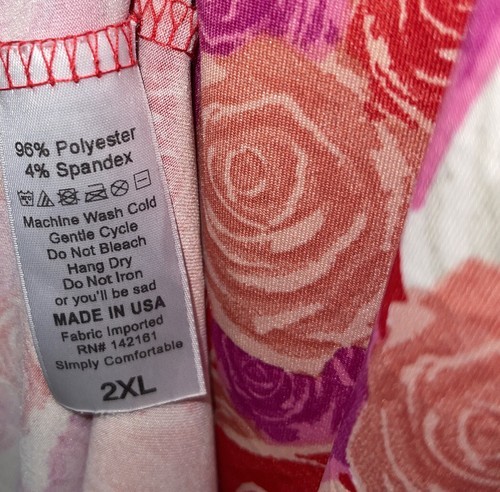 96% Polyester
4% Spandex
Machine Wash Cold
Gentle Cycle
Do Not Bleach
Hang Dry
Do Not Iron
or you'll be sad
MADE IN USA
Fabric Imported
RN# 142161
Simply Comfortable
2XL